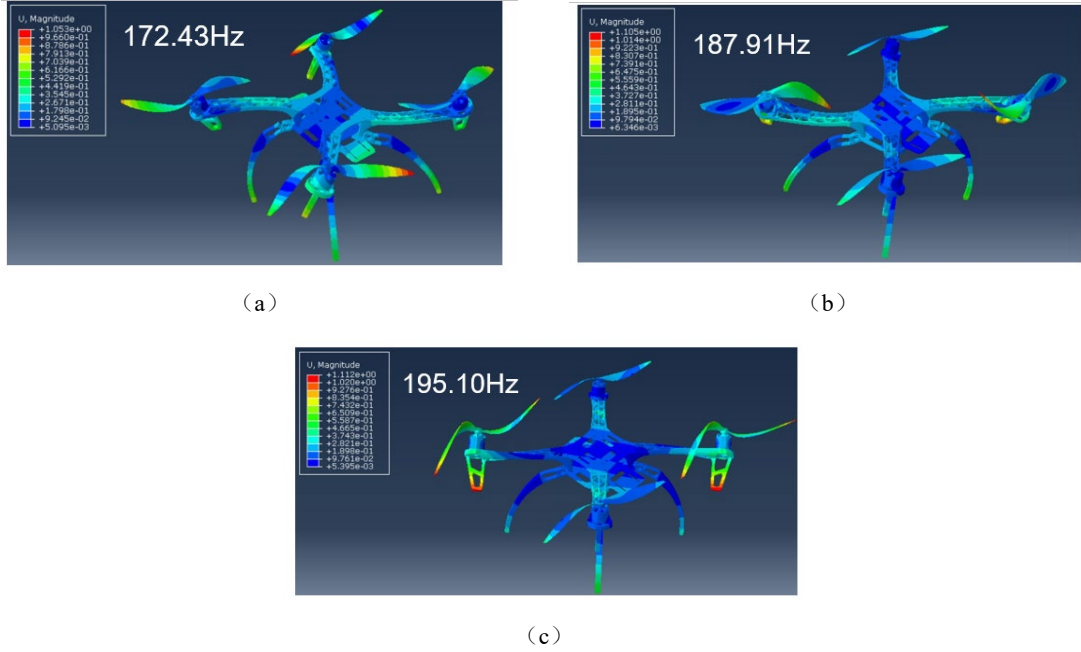 U, Magnitude
+1.053e+00
+9.660e-01
+8.786e-01
+7.913e-01
+7.039e-01
+6.166e-01
+5.292e-01
+4.419e-01
+3.545e-01
+2.671e-01
+1.798e-01
+9.245e-02
+5.095e-03
172.43Hz
U, Magnitude
+1.105e+00
+1.014e+00
+9.223e-01
+8.307e-01
+7.391e-01
+6.475e-01
+5.559e-01
+4.643e-01
+3.727e-01
+2.811e-01
+1.895e-01
+9.794e-02
+6.346e-03
187.91Hz
（a）
（b）
U, Magnitude
+1.112e+00
+1.020e+00
+9.276e-01
+8.354e-01
+7.432e-01
+6.509e-01
+5.587e-01
+4.665e-01
+3.743e-01
+2.821e-01
+1.898e-01
+9.761e-02
+5.395e-03
195.10Hz
（c）